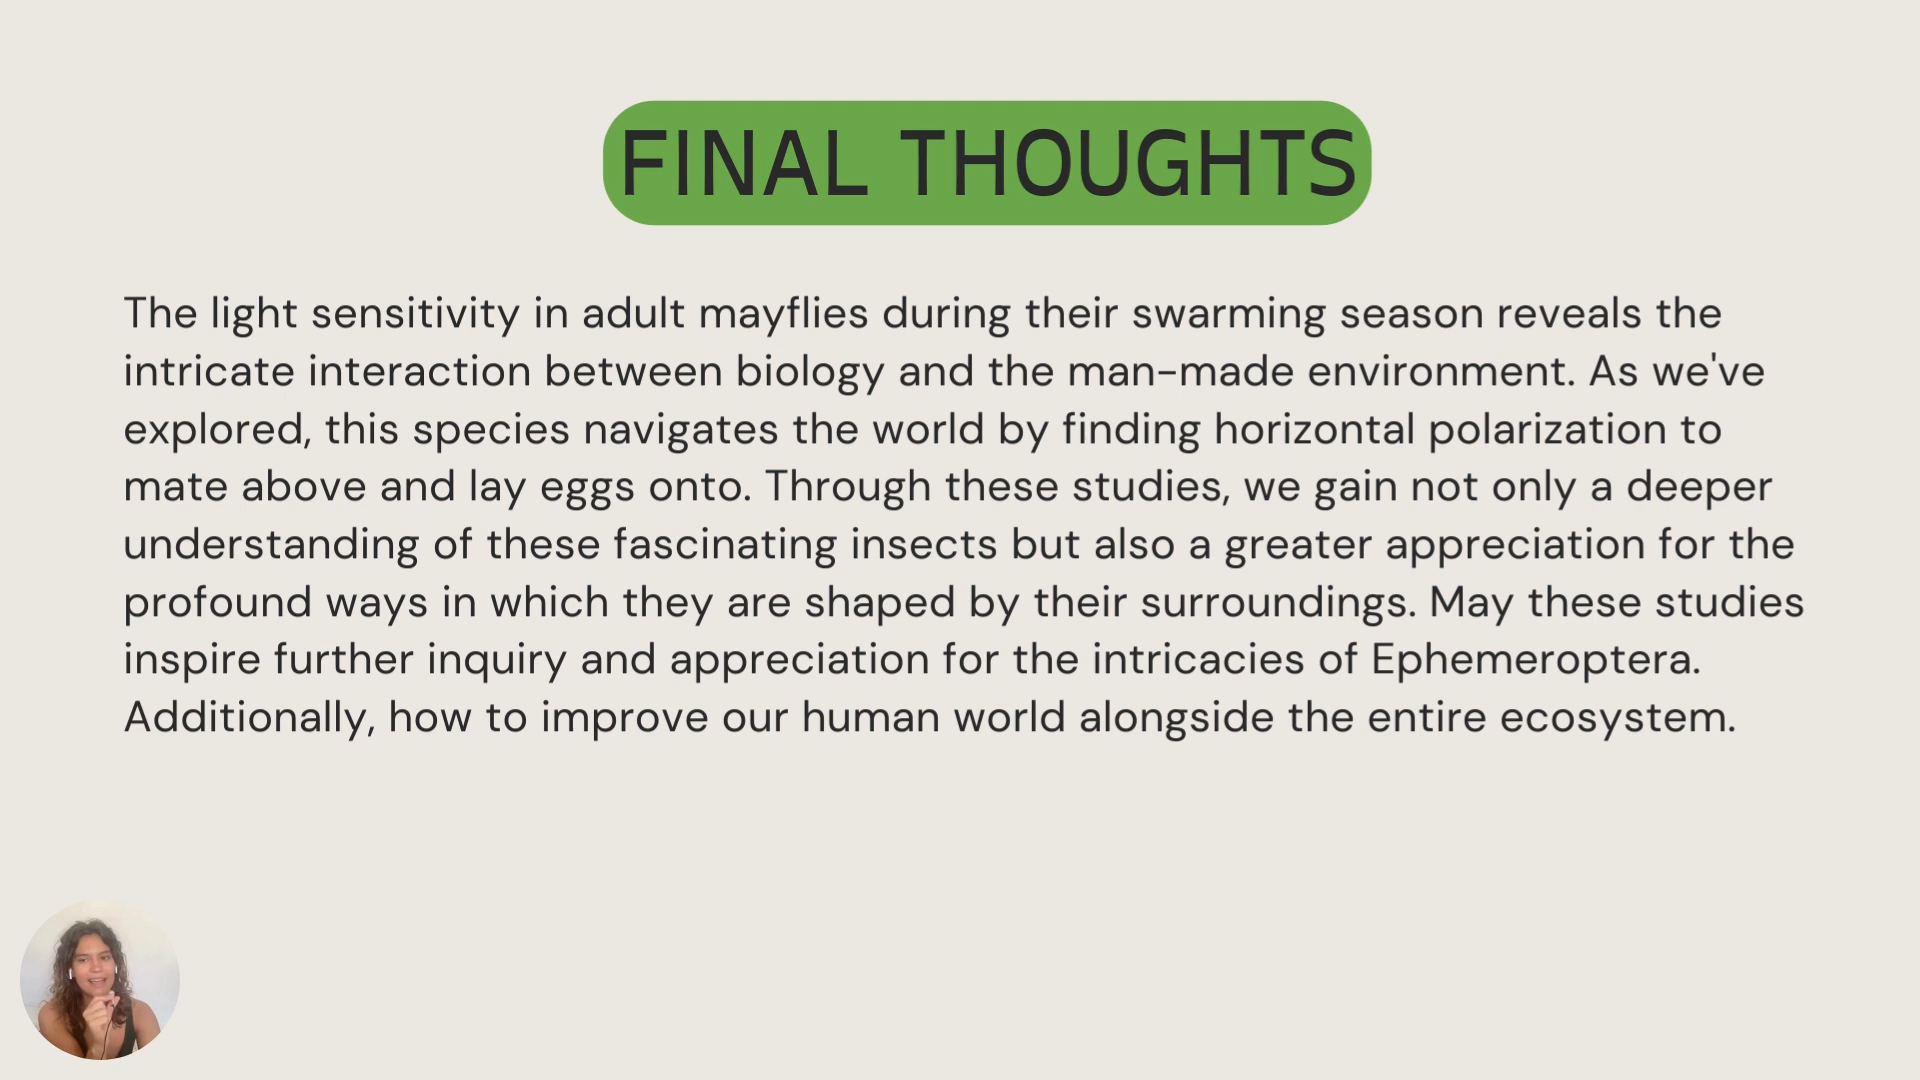 FINAL THOUGHTS
The light sensitivity in adult mayflies during their swarming season reveals the
intricate interaction between biology and the man-made environment. As we've
explored, this species navigates the world by finding horizontal polarization to
mate above and lay eggs onto. Through these studies, we gain not only a deeper
understanding of these fascinating insects but also a greater appreciation for the
profound ways in which they are shaped by their surroundings. May these studies
inspire further inquiry and appreciation for the intricacies of Ephemeroptera.
Additionally, how to improve our human world alongside the entire ecosystem.